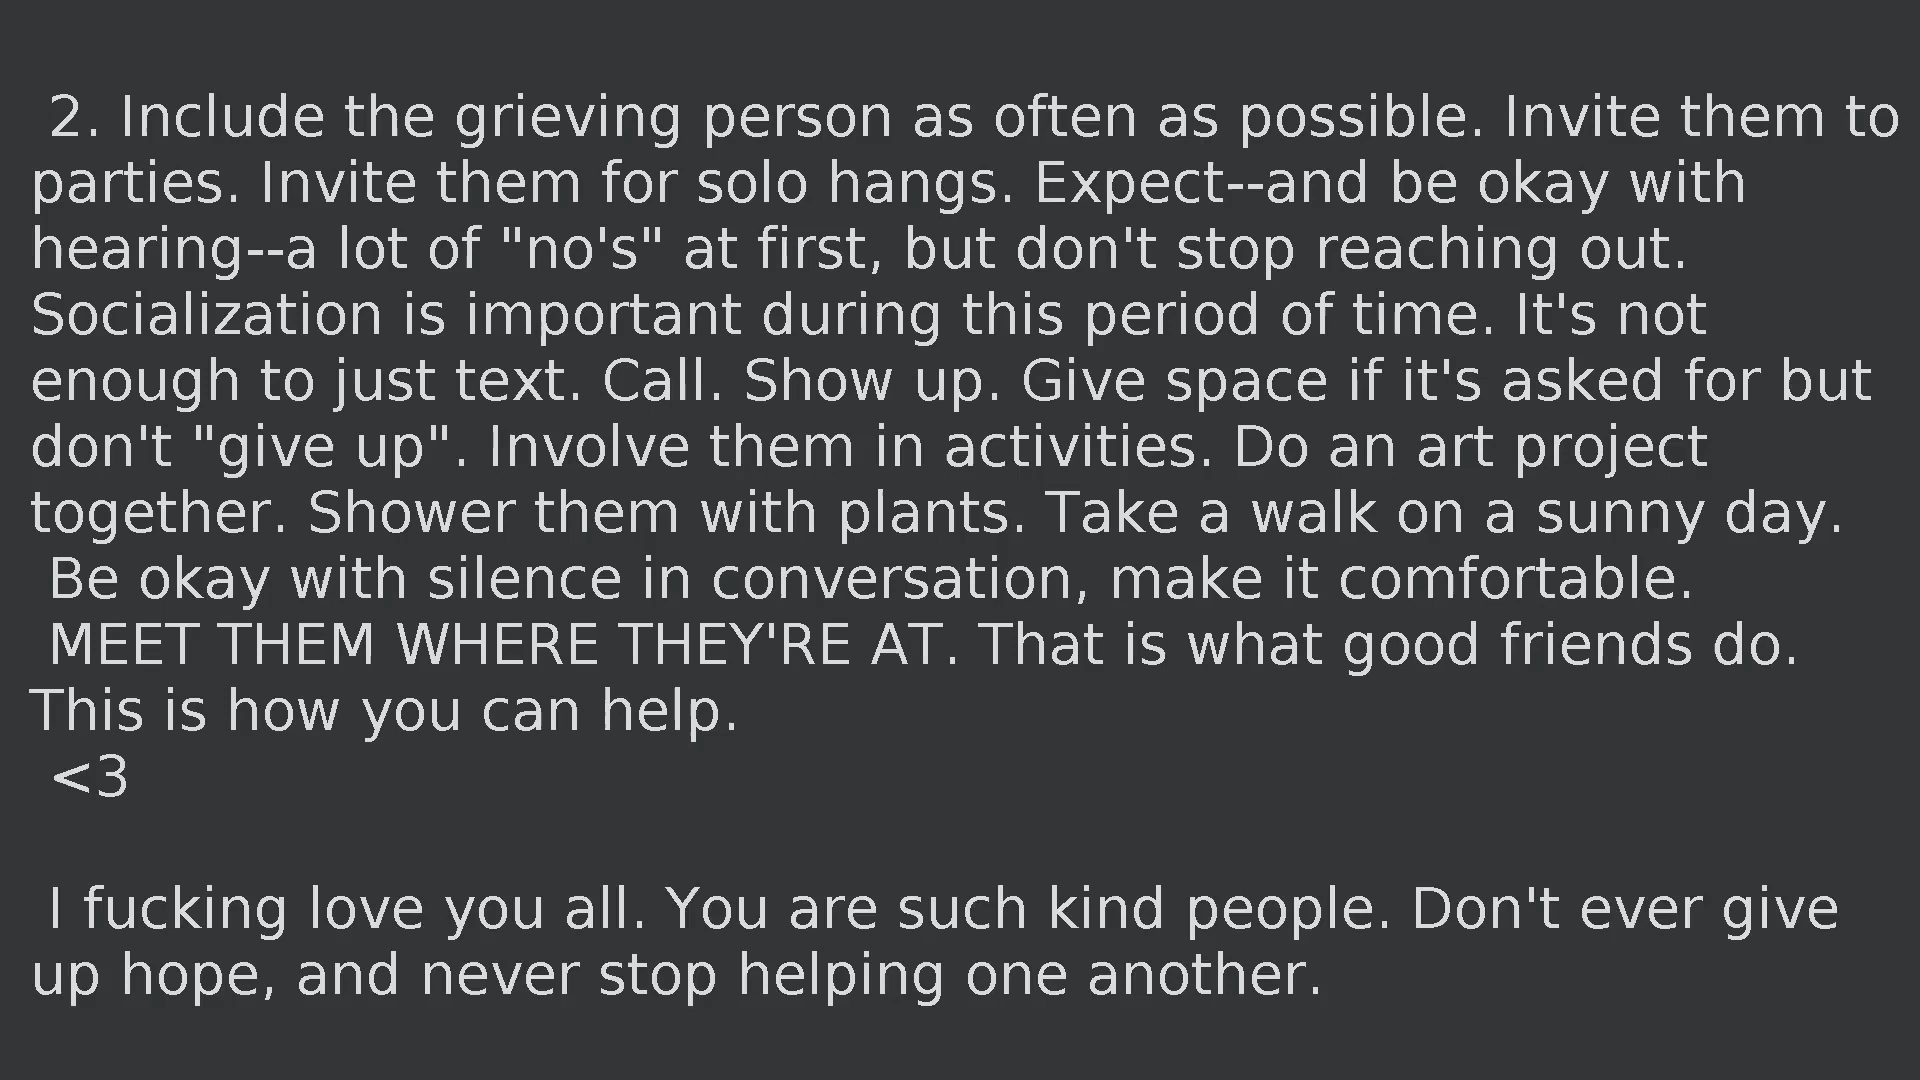 2. Include the grieving person as often as possible. Invite them to
parties. Invite them for solo hangs. Expect--and be okay with
hearing--a lot of "no's" at first, but don't stop reaching out.
Socialization is important during this period of time. It's not
enough to just text. Call. Show up. Give space if it's asked for but
don't "give up". Involve them in activities. Do an art project
together. Shower them with plants. Take a walk on a sunny day.
Be okay with silence in conversation, make it comfortable.
MEET THEM WHERE THEY'RE AT. That is what good friends do.
This is how you can help.
<3
I fucking love you all. You are such kind people. Don't ever give
up hope, and never stop helping one another.